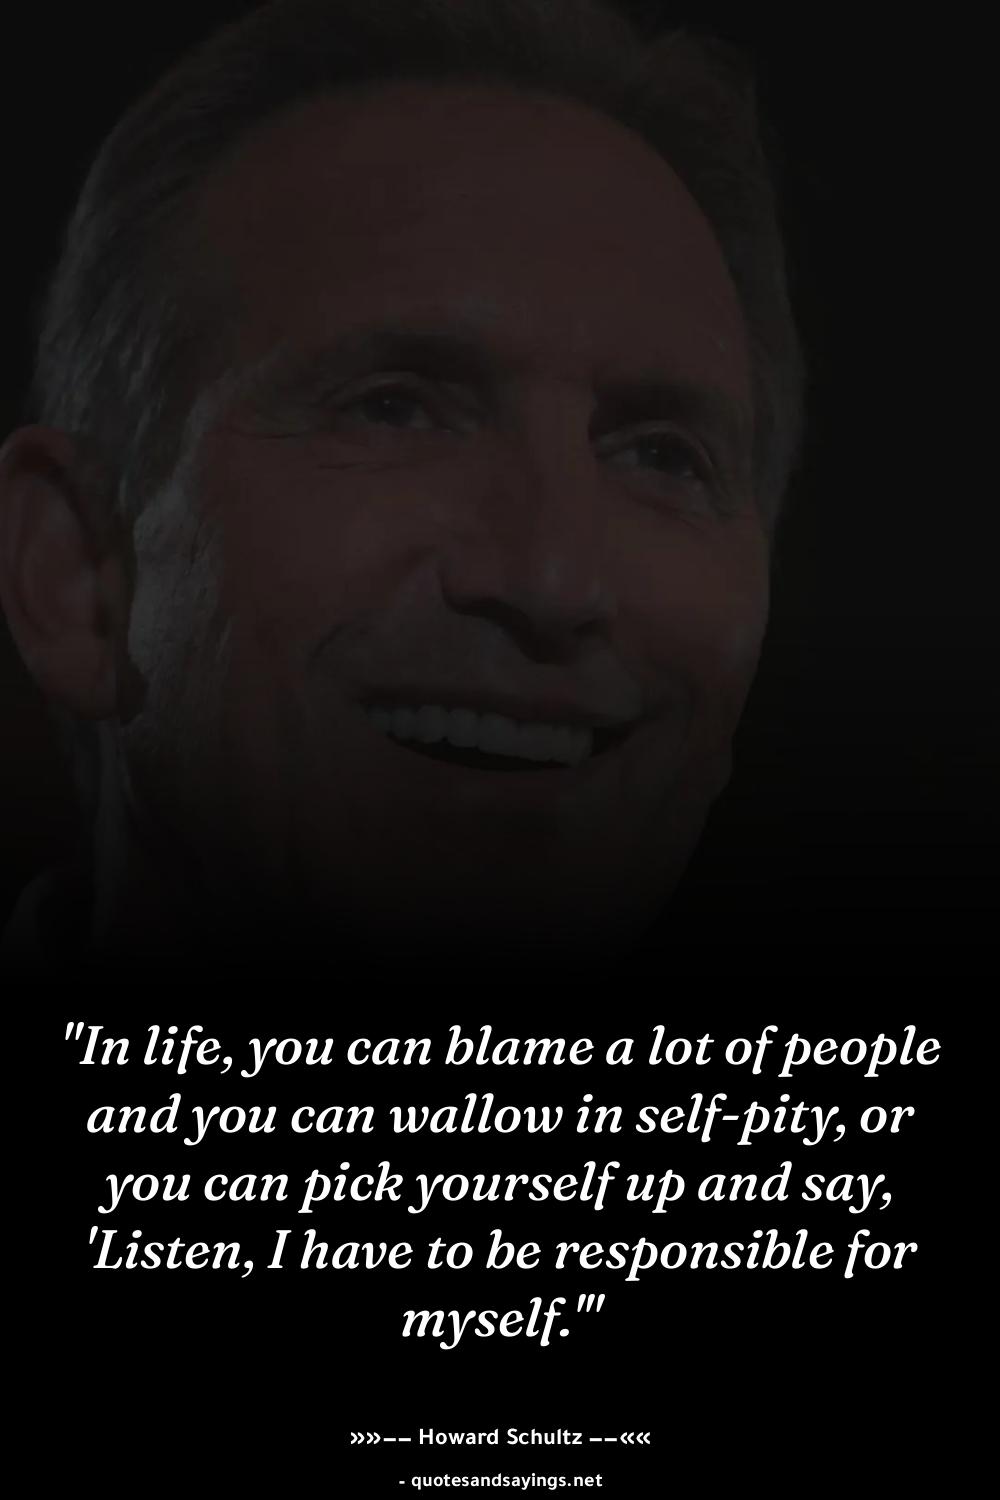 "In life, you can blame a lot of people
and you can wallow in self-pity, or
you can pick yourself up and say,
'Listen, I have to be responsible for
myself.'"
»»−− Howard Schultz −−««
- quotesandsayings.net